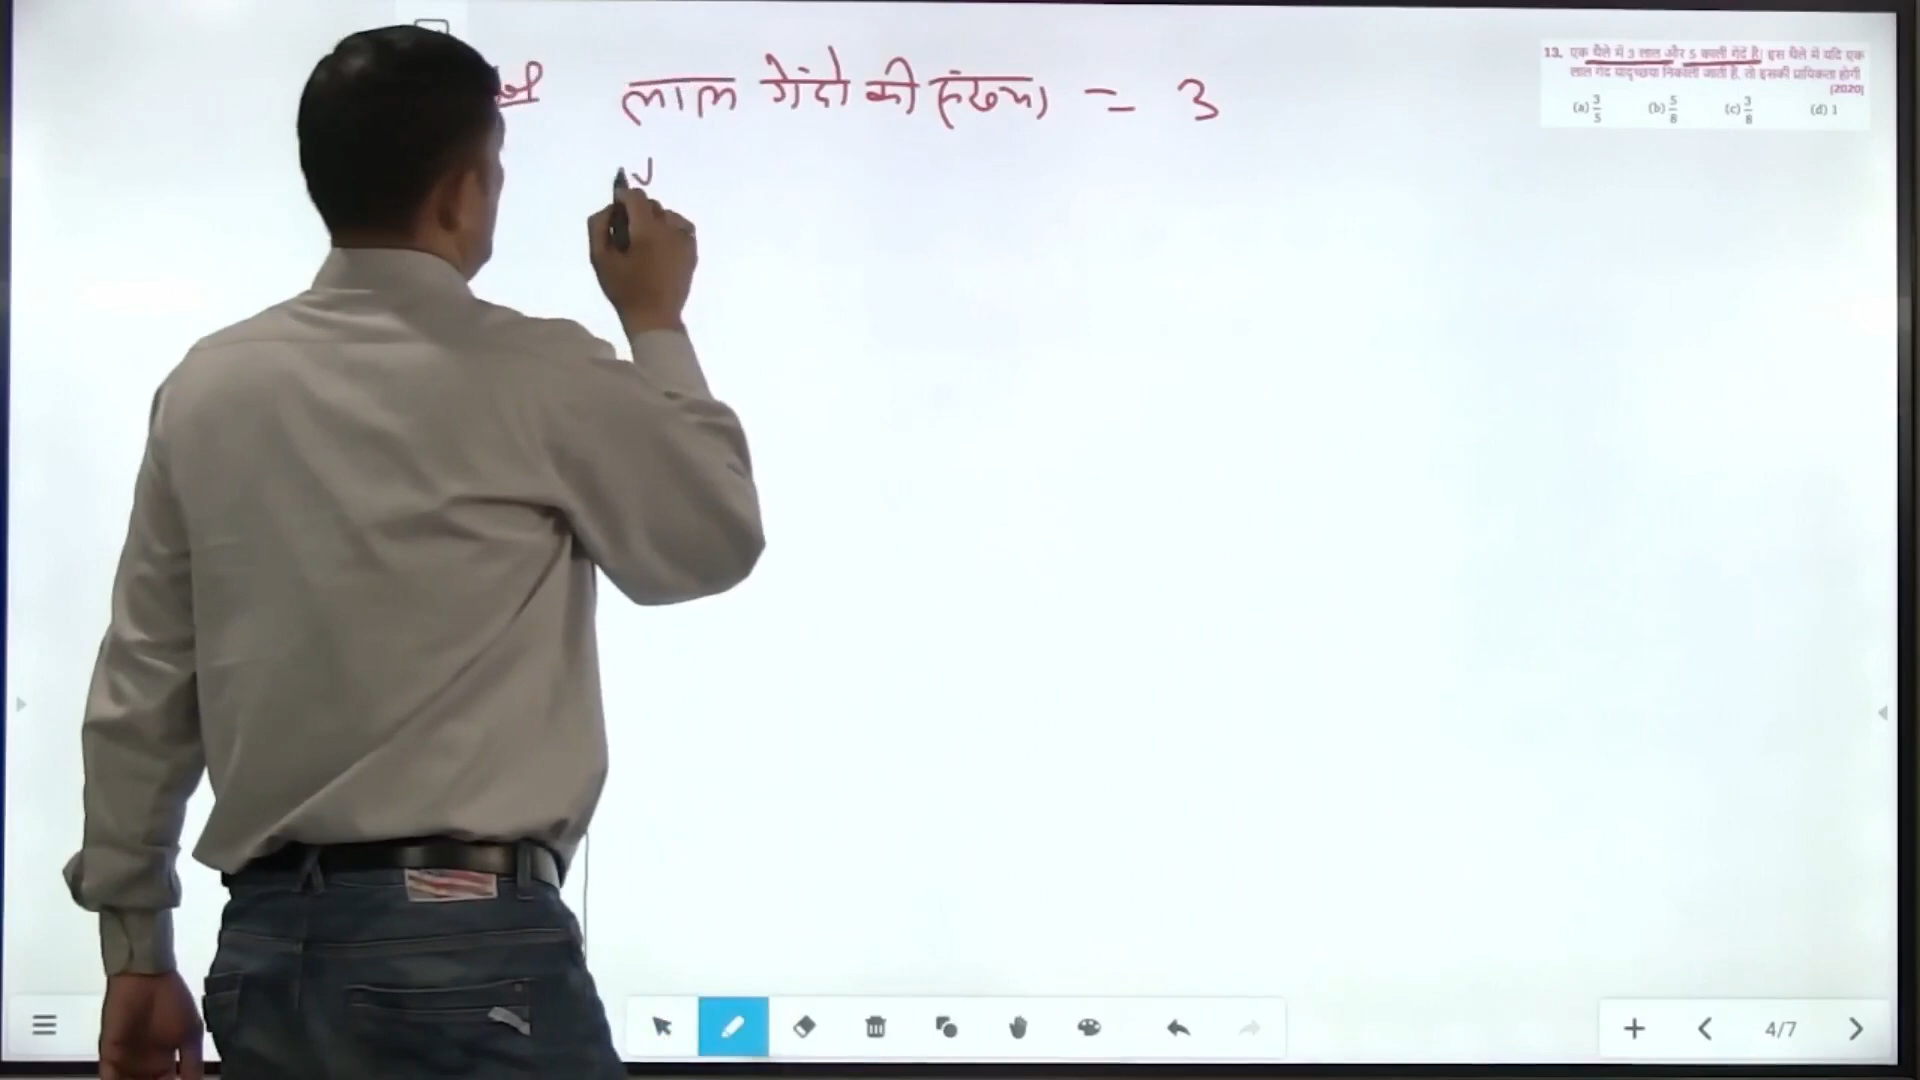 लाल गेंदो की संख्या = 3
13. एक थैले में 3 लाल और 5 काली गेंदें है। इस थैले में यदि एक
लाल गेंद यादृच्छया निकाली जाती है, तो इसकी प्रायिकता होगी
[2020]
(a) 3/5 (b) 5/8 (c) 3/8 (d) 1
4/7